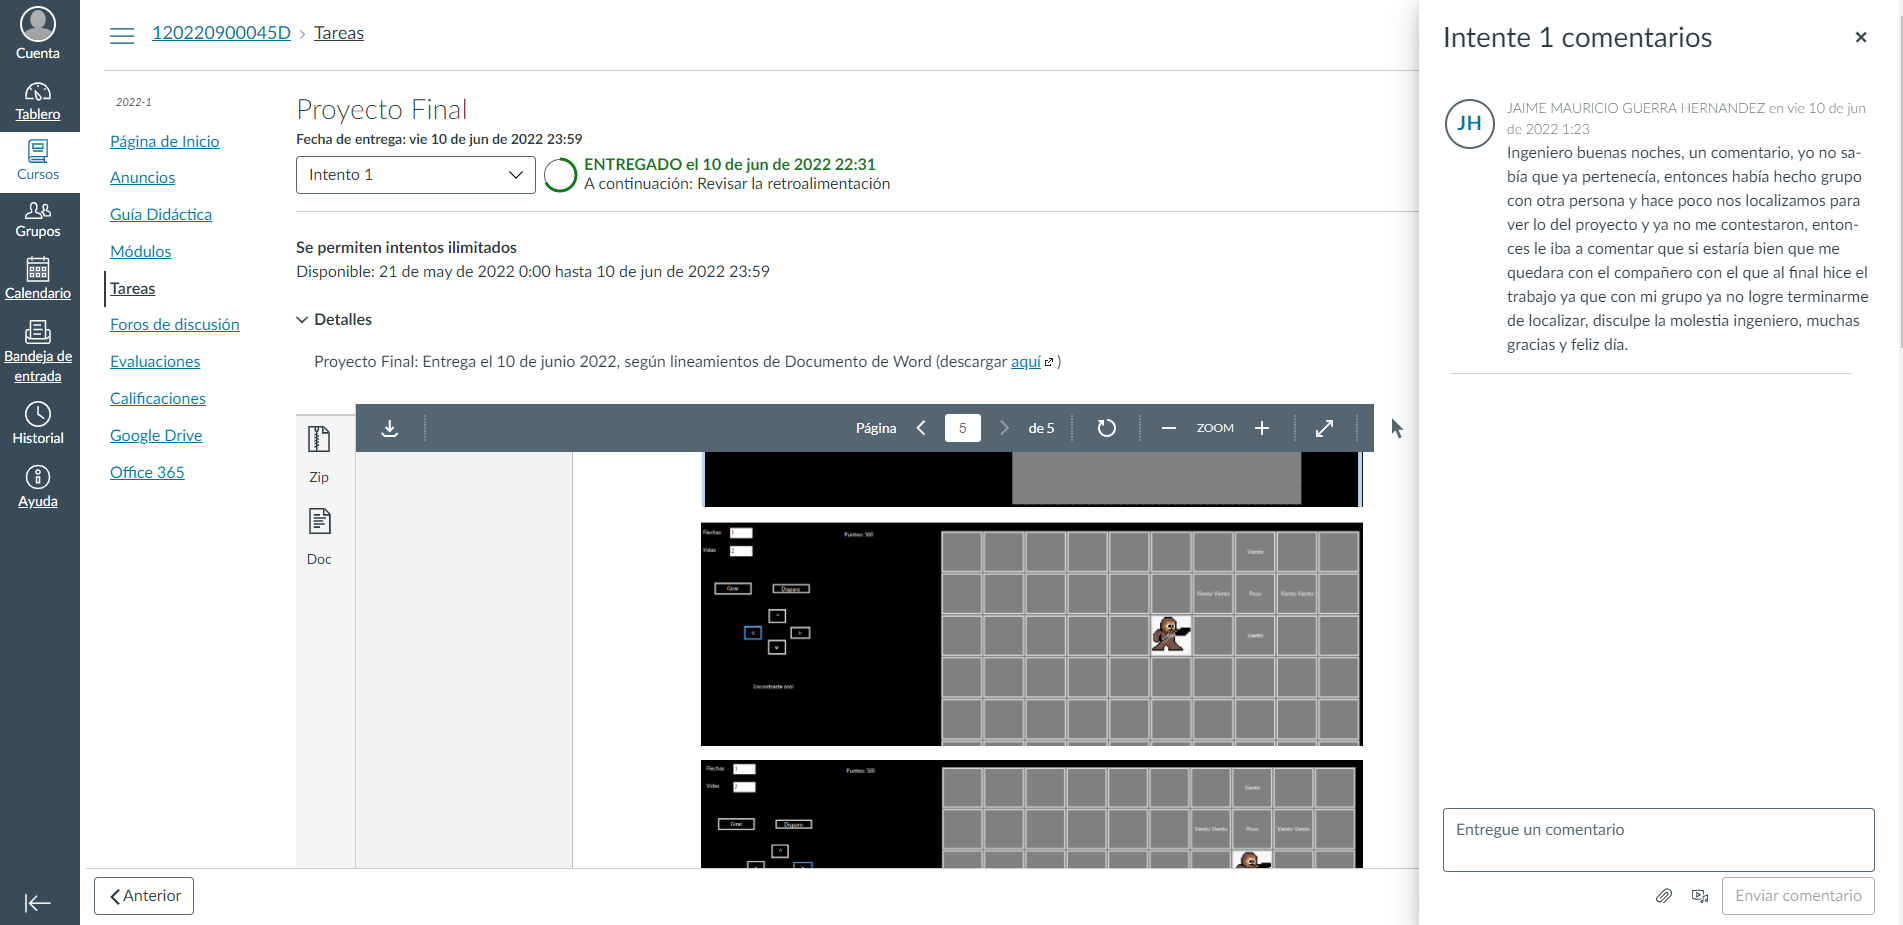 Cuenta
Tablero
Cursos
Grupos
Calendario
Bandeja de
entrada
Historial
Ayuda
120220900045D › Tareas
2022-1
Página de Inicio
Anuncios
Guía Didáctica
Módulos
Tareas
Foros de discusión
Evaluaciones
Calificaciones
Google Drive
Office 365
Proyecto Final
Fecha de entrega: vie 10 de jun de 2022 23:59
Intento 1
ENTREGADO el 10 de jun de 2022 22:31
A continuación: Revisar la retroalimentación
Se permiten intentos ilimitados
Disponible: 21 de may de 2022 0:00 hasta 10 de jun de 2022 23:59
Detalles
Proyecto Final: Entrega el 10 de junio 2022, según lineamientos de Documento de Word (descargar aquí )
Zip
Doc
Página 5 de 5 ZOOM
Flechas 1 Punteo: 500
Vidas 2
Girar Disparo
^
< >
v
Encontraste oro!
Viento
Viento Viento Pozo Viento Viento
Viento
Flechas 1 Punteo: 500
Vidas 2
Girar Disparo
^
Viento
Viento Viento Pozo Viento Viento
Anterior
Intente 1 comentarios
JH
JAIME MAURICIO GUERRA HERNANDEZ en vie 10 de jun
de 2022 1:23
Ingeniero buenas noches, un comentario, yo no sa-
bía que ya pertenecía, entonces había hecho grupo
con otra persona y hace poco nos localizamos para
ver lo del proyecto y ya no me contestaron, enton-
ces le iba a comentar que si estaría bien que me
quedara con el compañero con el que al final hice el
trabajo ya que con mi grupo ya no logre terminarme
de localizar, disculpe la molestia ingeniero, muchas
gracias y feliz día.
Entregue un comentario
Enviar comentario